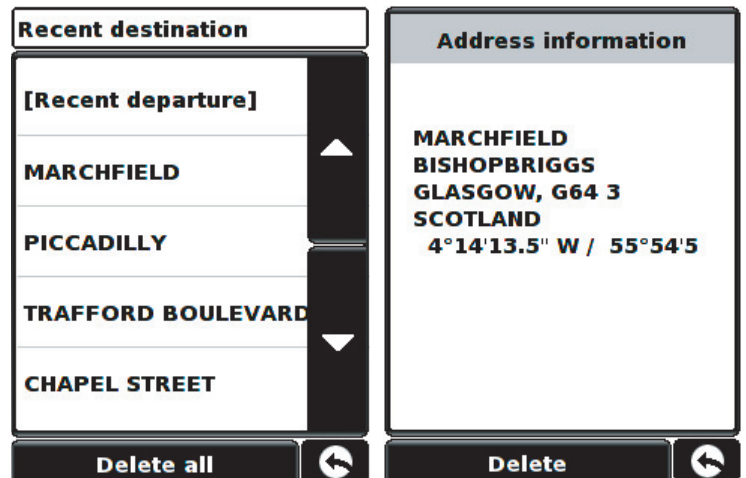 Recent destination
[Recent departure]
MARCHFIELD
PICCADILLY
TRAFFORD BOULEVARD
CHAPEL STREET
Delete all
Address information
MARCHFIELD
BISHOPBRIGGS
GLASGOW, G64 3
SCOTLAND
4°14'13.5" W / 55°54'5
Delete